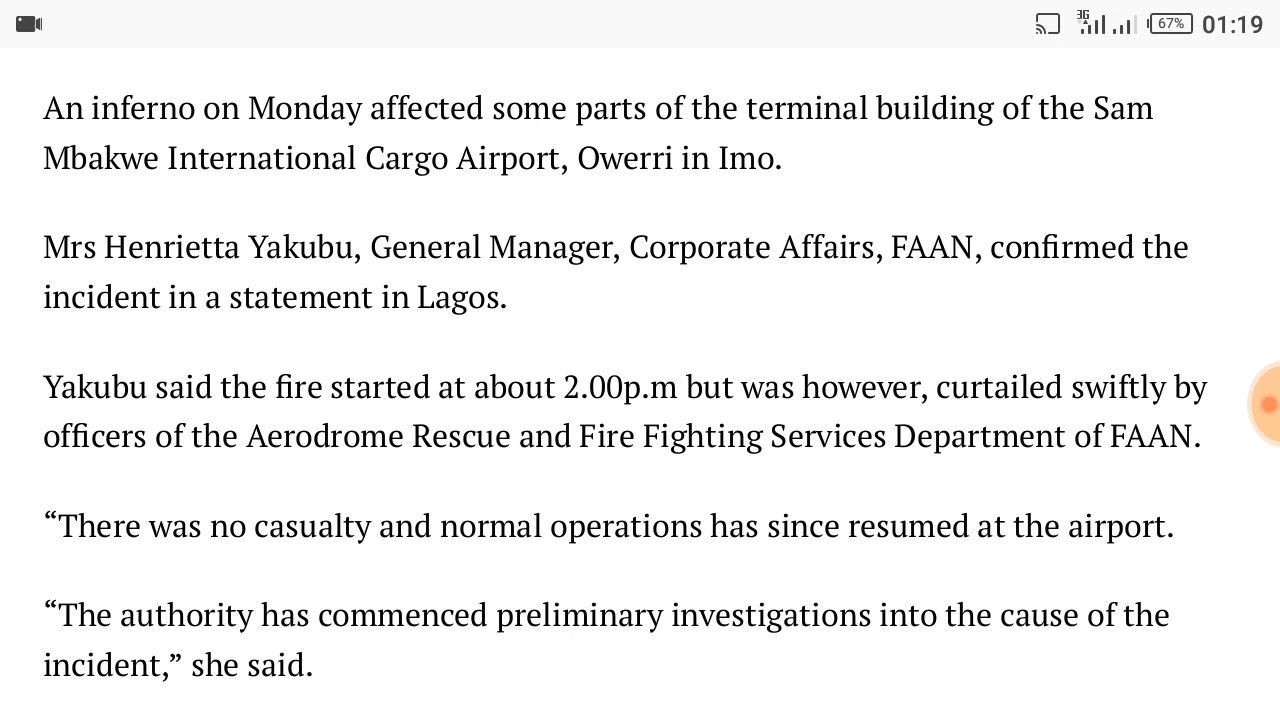 3G
67%
01:19
An inferno on Monday affected some parts of the terminal building of the Sam
Mbakwe International Cargo Airport, Owerri in Imo.
Mrs Henrietta Yakubu, General Manager, Corporate Affairs, FAAN, confirmed the
incident in a statement in Lagos.
Yakubu said the fire started at about 2.00p.m but was however, curtailed swiftly by
officers of the Aerodrome Rescue and Fire Fighting Services Department of FAAN.
“There was no casualty and normal operations has since resumed at the airport.
“The authority has commenced preliminary investigations into the cause of the
incident,” she said.